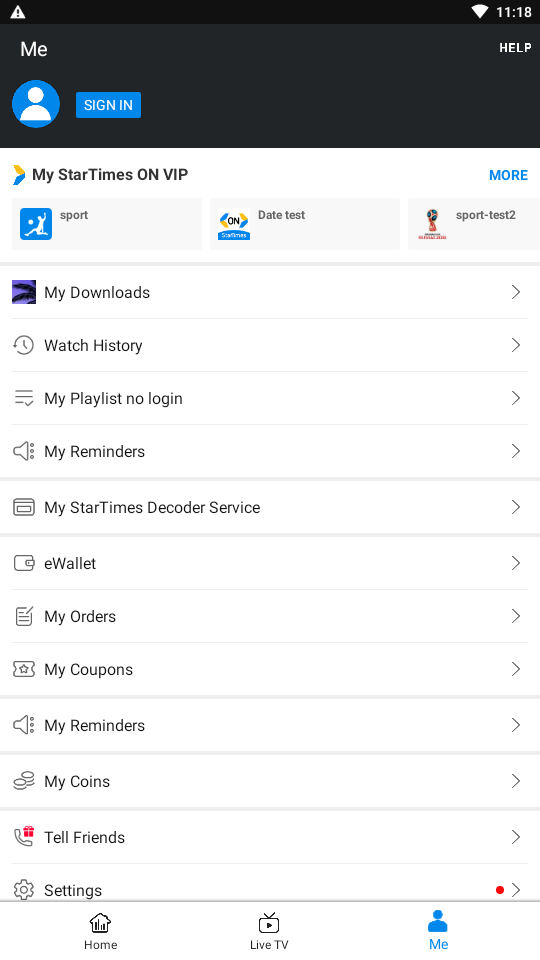 11:18
Me
HELP
SIGN IN
My StarTimes ON VIP
MORE
sport
ON
StarTimes
Date test
sport-test2
My Downloads
Watch History
My Playlist no login
My Reminders
My StarTimes Decoder Service
eWallet
My Orders
My Coupons
My Reminders
My Coins
Tell Friends
Settings
Home
Live TV
Me